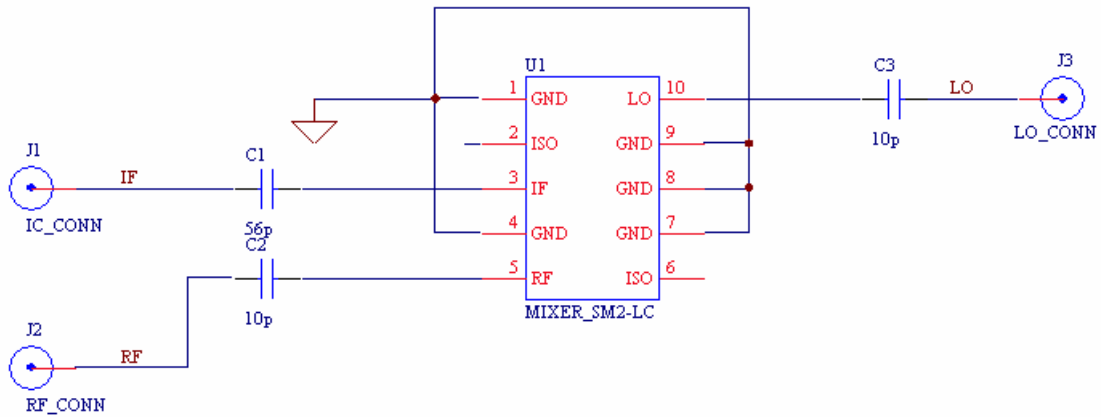 U1
1 GND LO 10
2 ISO GND 9
3 IF GND 8
4 GND GND 7
5 RF ISO 6
MIXER_SM2-LC
C3
10p
LO
J3
LO_CONN
J1
IF
IC_CONN
C1
56p
C2
10p
J2
RF
RF_CONN